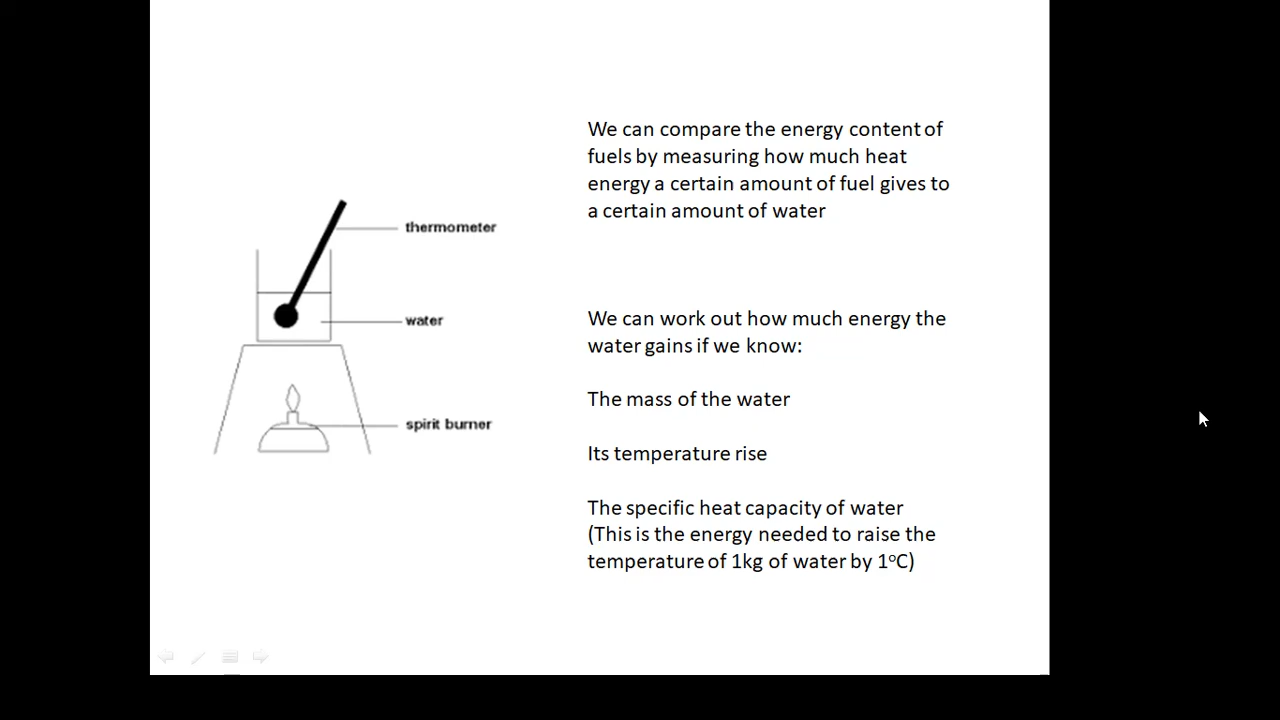 We can compare the energy content of
fuels by measuring how much heat
energy a certain amount of fuel gives to
a certain amount of water
thermometer
water
spirit burner
We can work out how much energy the
water gains if we know:
The mass of the water
Its temperature rise
The specific heat capacity of water
(This is the energy needed to raise the
temperature of 1kg of water by 1°C)